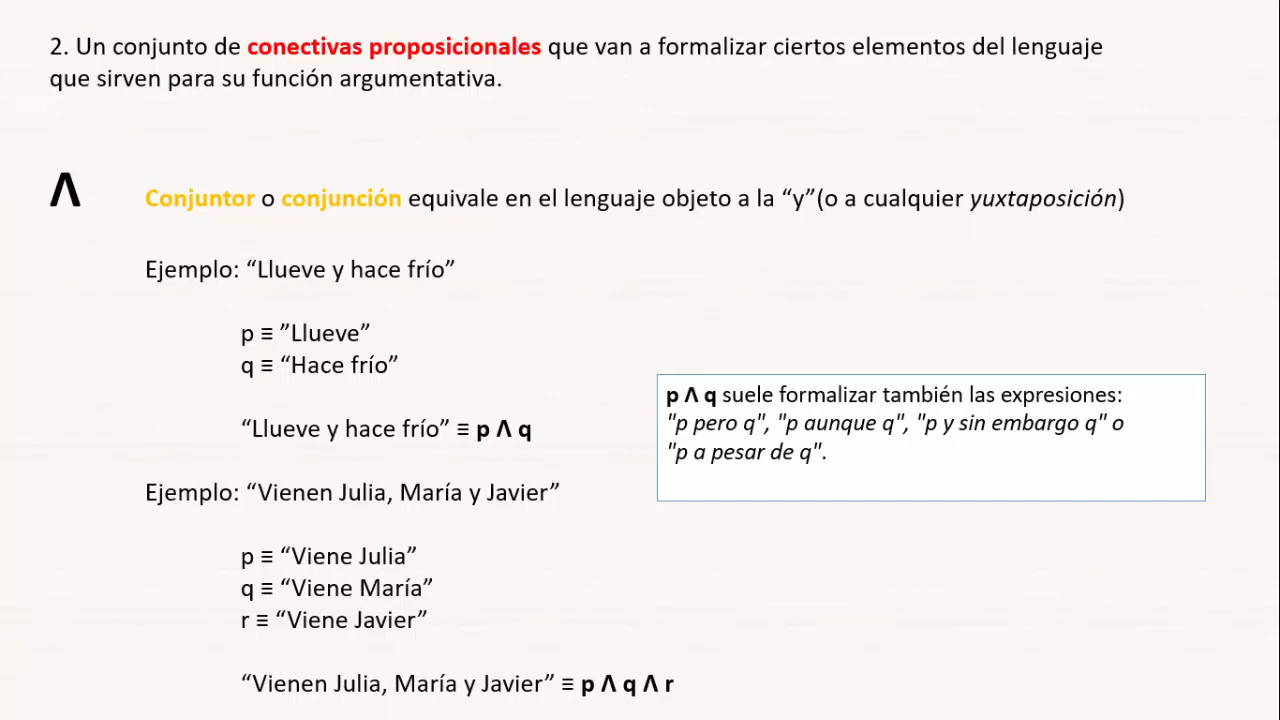 2. Un conjunto de conectivas proposicionales que van a formalizar ciertos elementos del lenguaje
que sirven para su función argumentativa.
Λ
Conjuntor o conjunción equivale en el lenguaje objeto a la “y”(o a cualquier yuxtaposición)
Ejemplo: “Llueve y hace frío”
p ≡ ”Llueve”
q ≡ “Hace frío”
“Llueve y hace frío” ≡ p Λ q
p Λ q suele formalizar también las expresiones:
"p pero q", "p aunque q", "p y sin embargo q" o
"p a pesar de q".
Ejemplo: “Vienen Julia, María y Javier”
p ≡ “Viene Julia”
q ≡ “Viene María”
r ≡ “Viene Javier”
“Vienen Julia, María y Javier” ≡ p Λ q Λ r